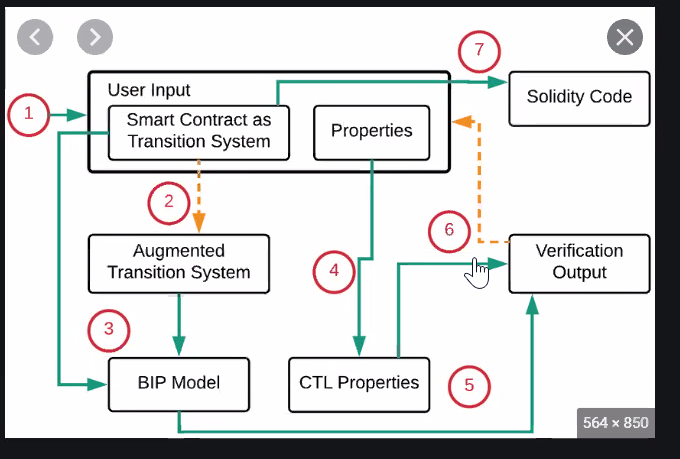 7
User Input
Solidity Code
1
Smart Contract as
Transition System
Properties
2
6
Augmented
Transition System
4
Verification
Output
3
BIP Model
CTL Properties
5
564 × 850